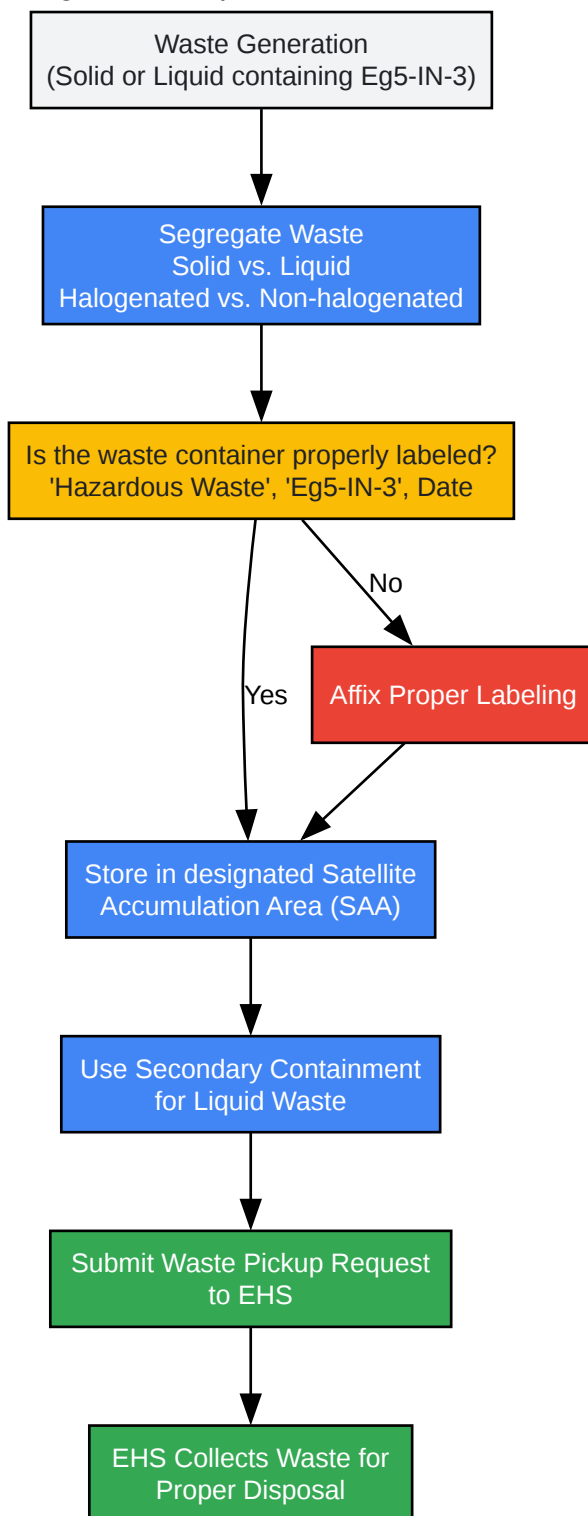 Waste Generation
(Solid or Liquid containing Eg5-IN-3)
Segregate Waste
Solid vs. Liquid
Halogenated vs. Non-halogenated
Is the waste container properly labeled?
'Hazardous Waste', 'Eg5-IN-3', Date
No
Yes
Affix Proper Labeling
Store in designated Satellite
Accumulation Area (SAA)
Use Secondary Containment
for Liquid Waste
Submit Waste Pickup Request
to EHS
EHS Collects Waste for
Proper Disposal